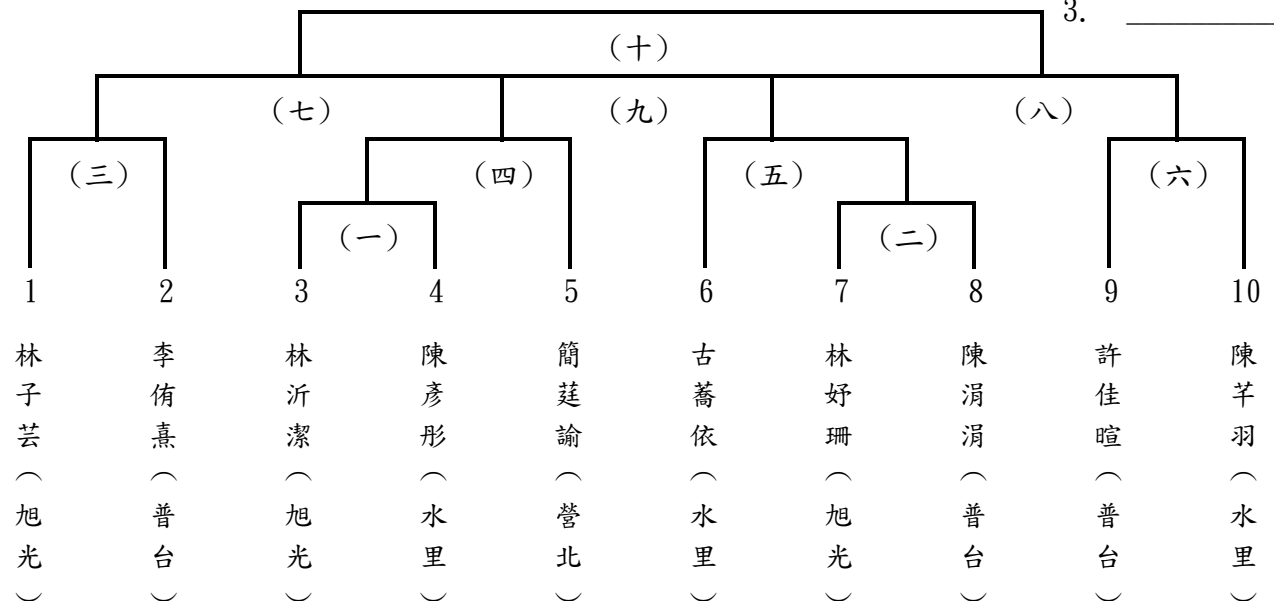 3. ____________
（十）
（七）
（九）
（八）
（三）
（四）
（五）
（六）
（一）
（二）
1 2 3 4 5 6 7 8 9 10
林子芸（旭光）
李侑熹（普台）
林沂潔（旭光）
陳彥彤（水里）
簡莛諭（營北）
古蕎依（水里）
林妤珊（旭光）
陳涓涓（普台）
許佳暄（普台）
陳芊羽（水里）